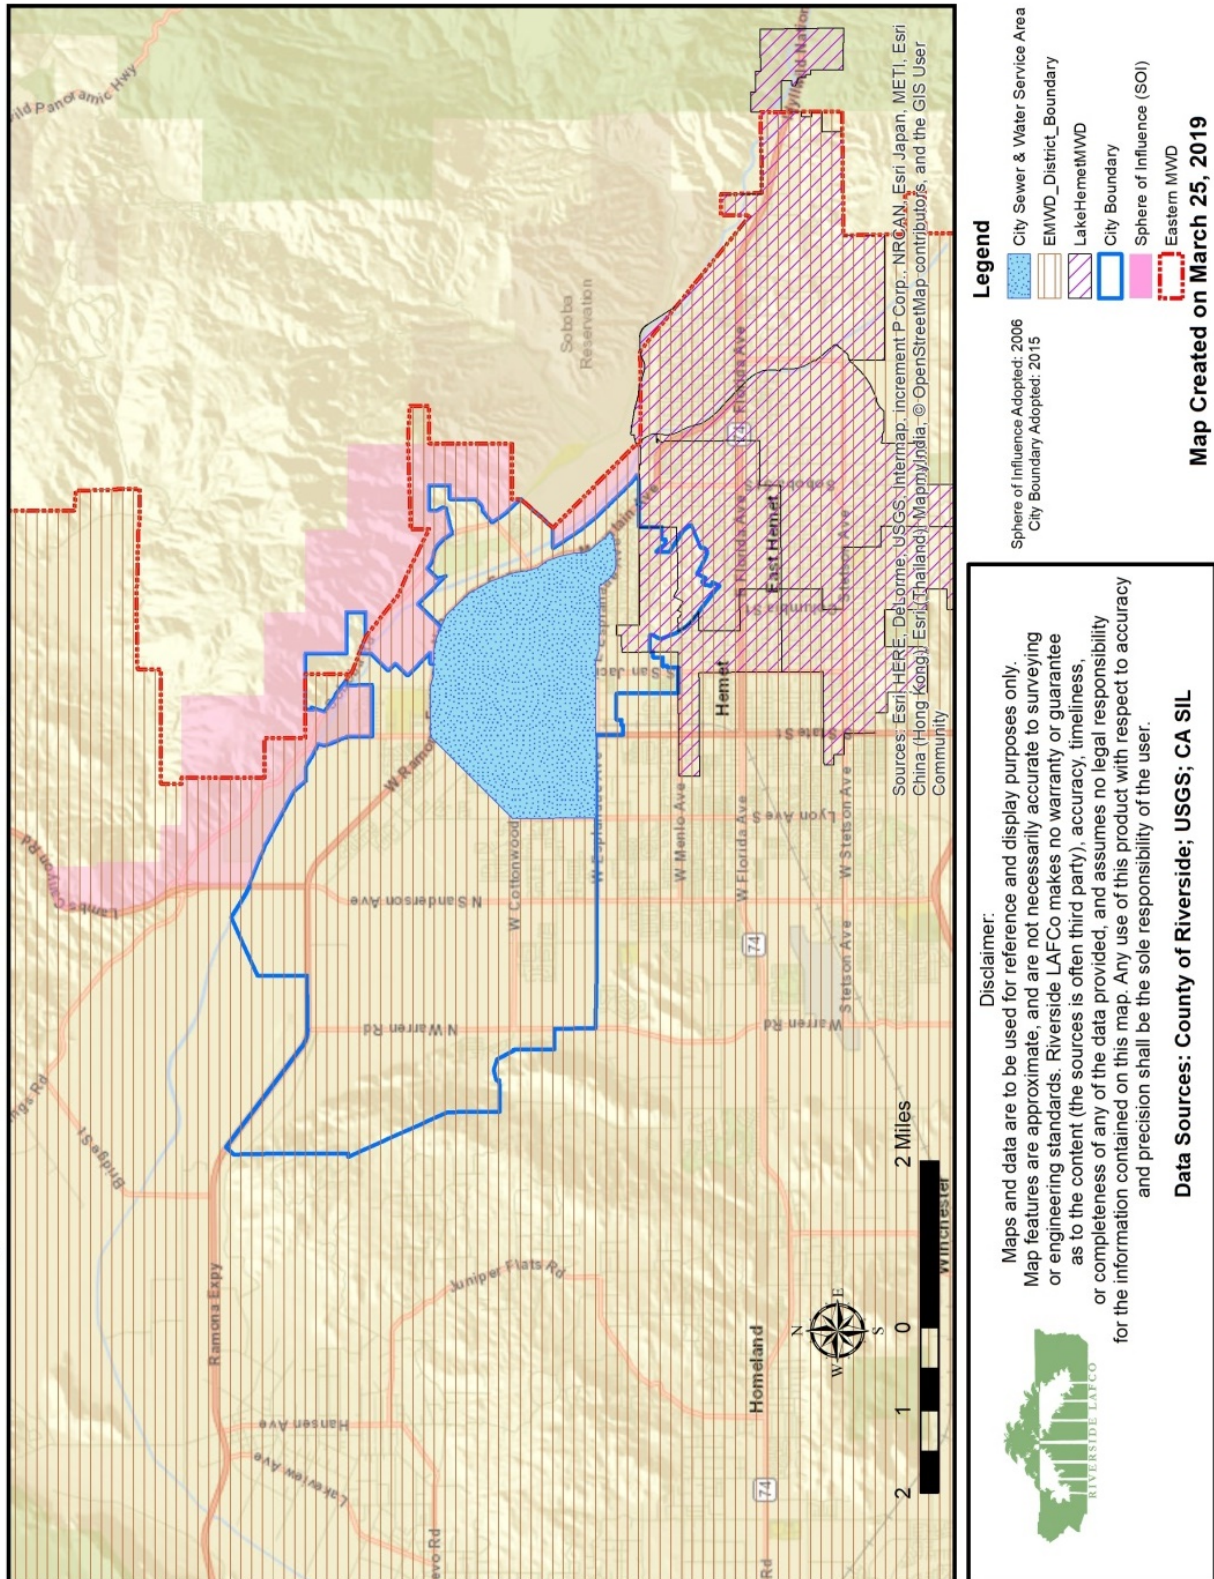 Panoramic Hwy
Lambs Canyon Rd
Bridge St
Ramona Expy
N Sanderson Ave
N Warren Rd
W Cottonwood
Soboba
Reservation
Hansen Ave
Lakeview Ave
Juniper Flats Rd
W Menlo Ave
W Florida Ave
Lyon Ave S
State St
Hemet
East Hemet
74
74
74
W Stetson Ave
Stetson Ave
Warren Rd
Homeland
Winchester
N
W
E
S
2 1 0 2 Miles
Sources: Esri, HERE, DeLorme, USGS, Intermap, increment P Corp., NRCAN, Esri Japan, METI, Esri
China (Hong Kong), Esri (Thailand), MapmyIndia, © OpenStreetMap contributors, and the GIS User
Community
Legend
City Sewer & Water Service Area
EMWD_District_Boundary
LakeHemetMWD
City Boundary
Sphere of Influence (SOI)
Eastern MWD
Sphere of Influence Adopted: 2006
City Boundary Adopted: 2015
Map Created on March 25, 2019
RIVERSIDE LAFCO
Disclaimer:
Maps and data are to be used for reference and display purposes only.
Map features are approximate, and are not necessarily accurate to surveying
or engineering standards. Riverside LAFCo makes no warranty or guarantee
as to the content (the sources is often third party), accuracy, timeliness,
or completeness of any of the data provided, and assumes no legal responsibility
for the information contained on this map. Any use of this product with respect to accuracy
and precision shall be the sole responsibility of the user.
Data Sources: County of Riverside; USGS; CA SIL